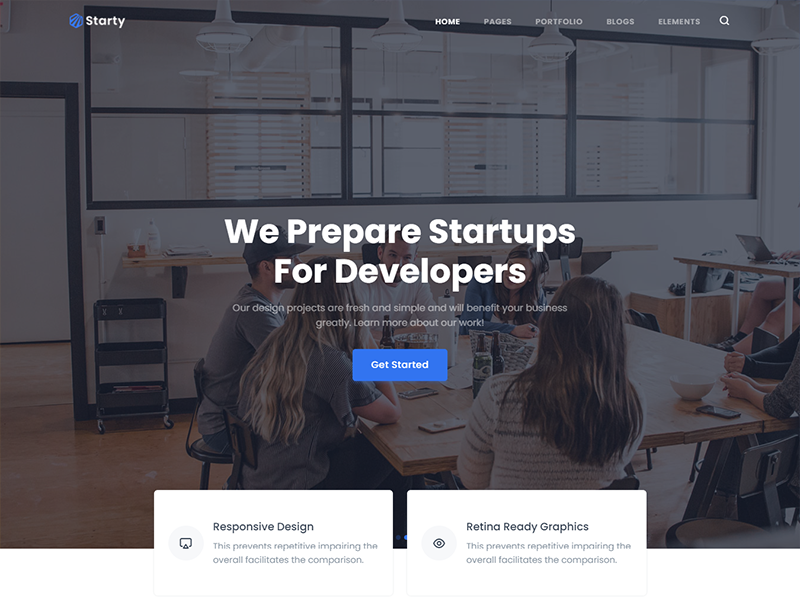 Starty
HOME PAGES PORTFOLIO BLOGS ELEMENTS
We Prepare Startups
For Developers
Our design projects are fresh and simple and will benefit your business
greatly. Learn more about our work!
Get Started
Responsive Design
This prevents repetitive impairing the
overall facilitates the comparison.
Retina Ready Graphics
This prevents repetitive impairing the
overall facilitates the comparison.